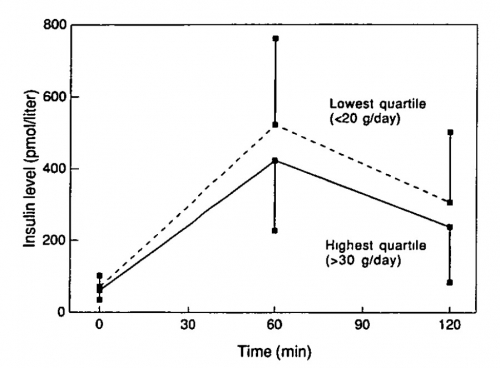 800
600
400
200
0
Insulin level (pmol/liter)
Lowest quartile
(<20 g/day)
Highest quartile
(>30 g/day)
0 30 60 90 120
Time (min)